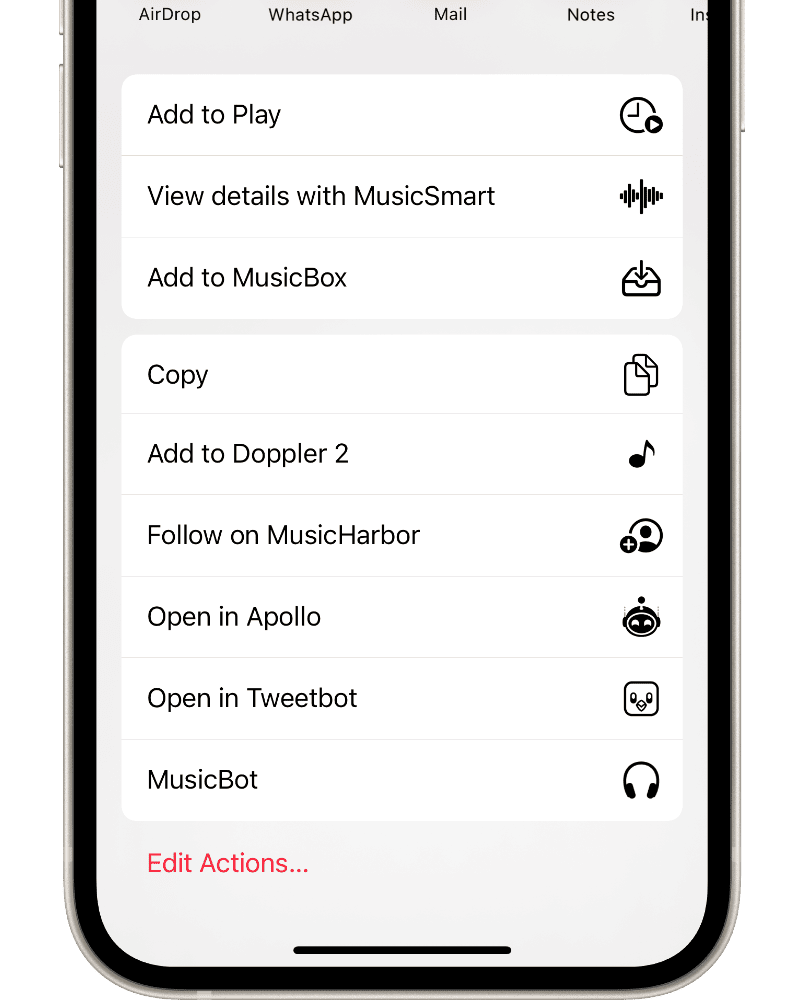 AirDrop WhatsApp Mail Notes
Add to Play
View details with MusicSmart
Add to MusicBox
Copy
Add to Doppler 2
Follow on MusicHarbor
Open in Apollo
Open in Tweetbot
MusicBot
Edit Actions...